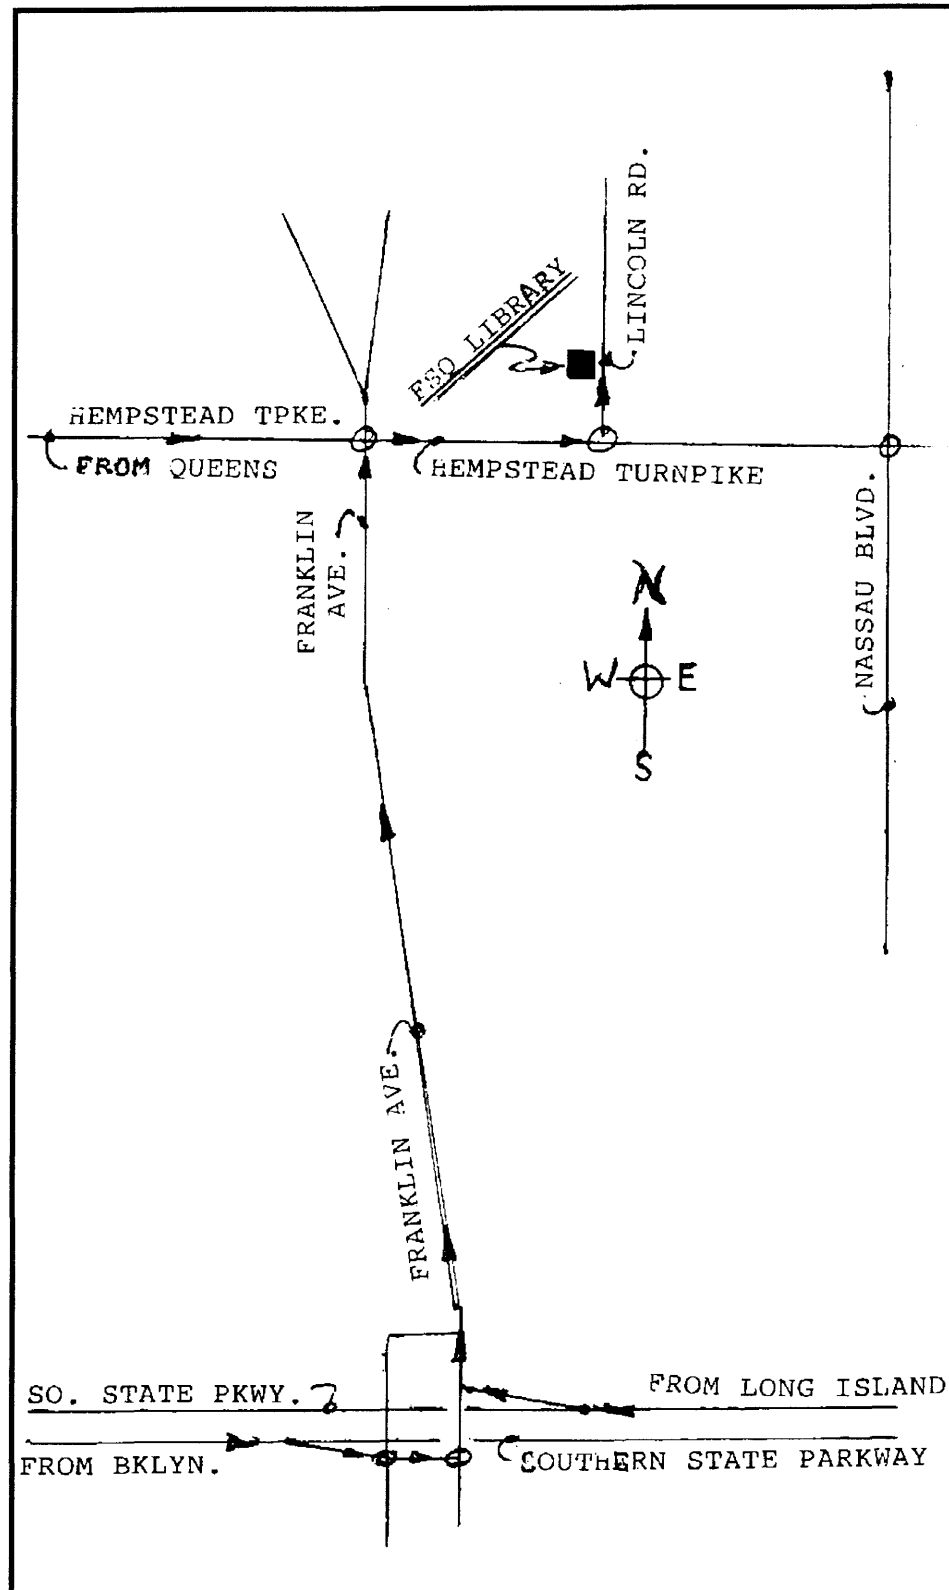 LINCOLN RD.
FSO LIBRARY
HEMPSTEAD TPKE.
FROM QUEENS
HEMPSTEAD TURNPIKE
FRANKLIN
AVE.
NASSAU BLVD.
N
W E
S
FRANKLIN AVE.
SO. STATE PKWY.
FROM LONG ISLAND
FROM BKLYN.
SOUTHERN STATE PARKWAY